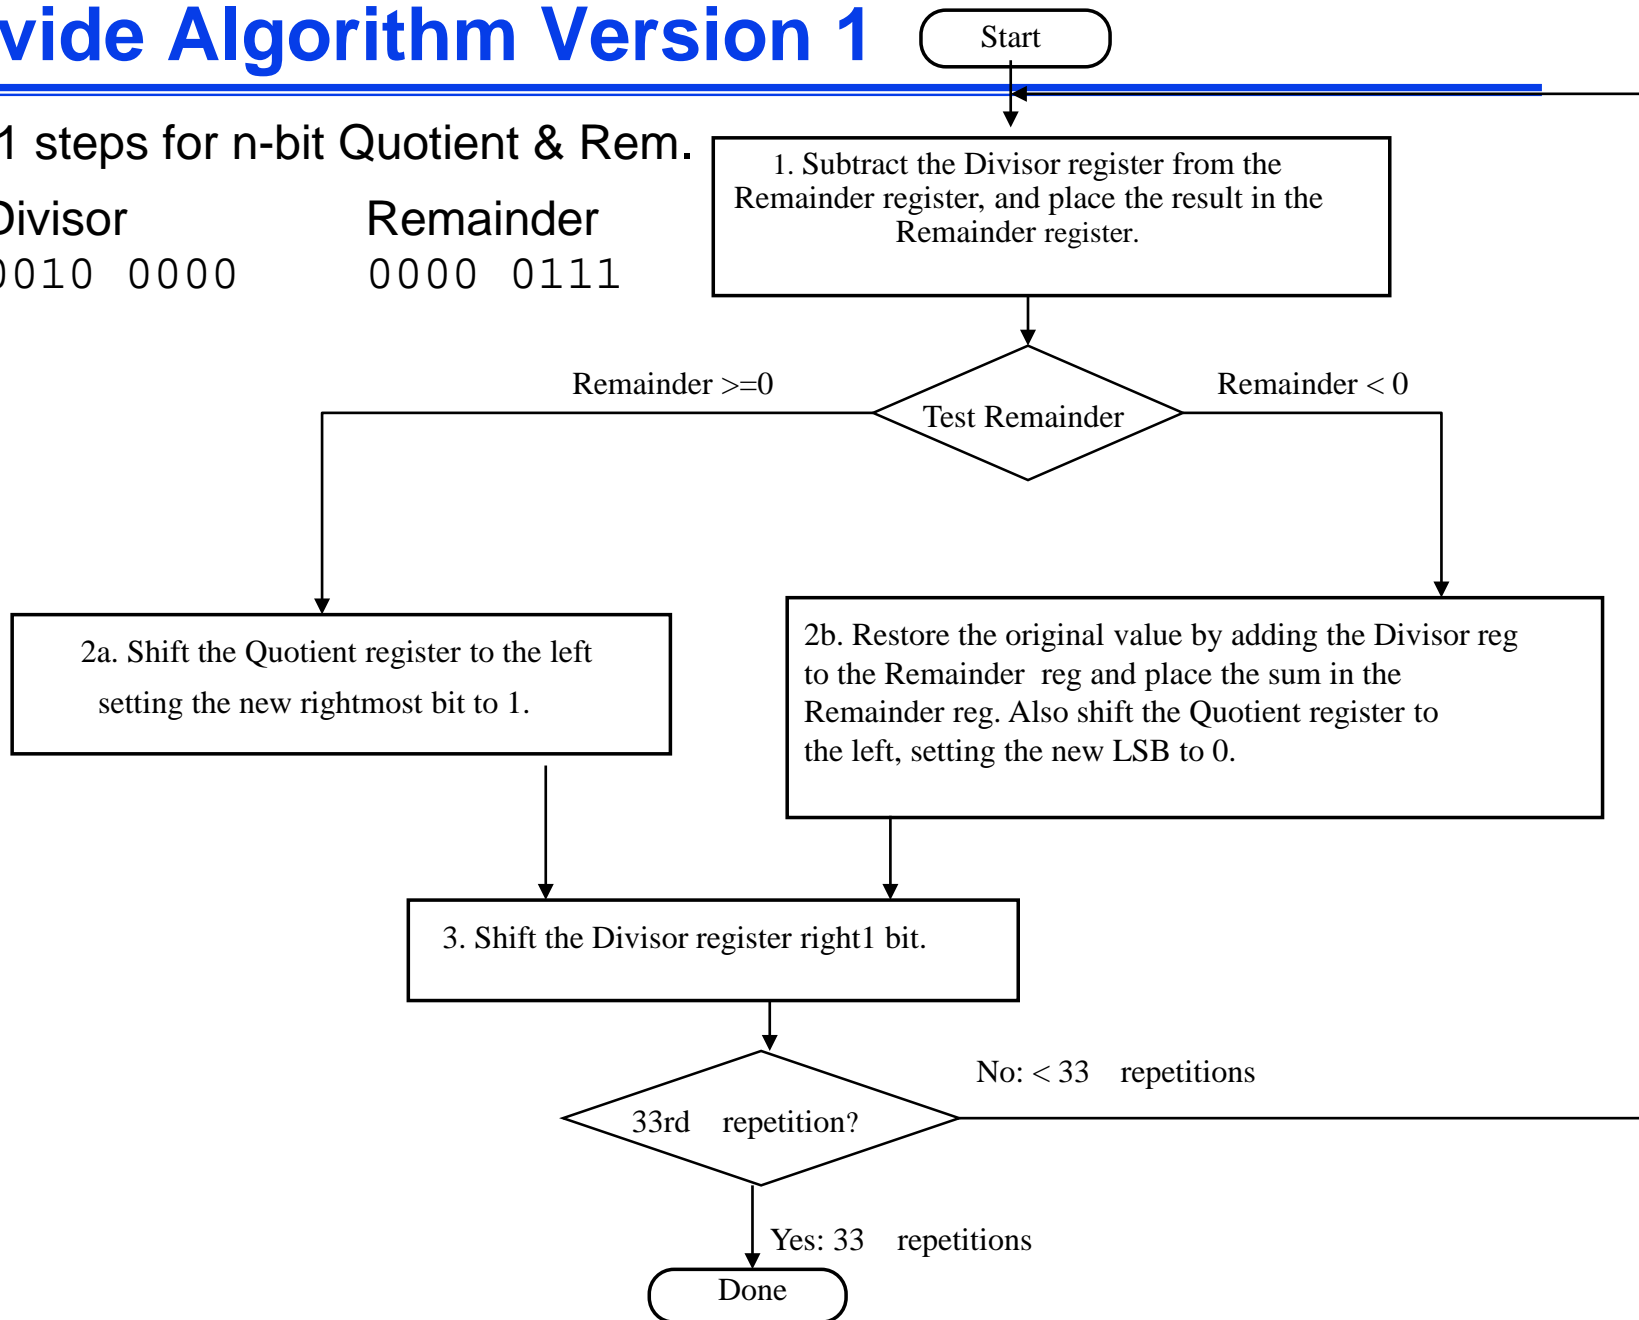 vide Algorithm Version 1
Start
1 steps for n-bit Quotient & Rem.
Divisor Remainder
0010 0000 0000 0111
1. Subtract the Divisor register from the
Remainder register, and place the result in the
Remainder register.
Remainder >=0
Test Remainder
Remainder < 0
2a. Shift the Quotient register to the left
setting the new rightmost bit to 1.
2b. Restore the original value by adding the Divisor reg
to the Remainder reg and place the sum in the
Remainder reg. Also shift the Quotient register to
the left, setting the new LSB to 0.
3. Shift the Divisor register right1 bit.
33rd repetition?
No: < 33 repetitions
Yes: 33 repetitions
Done